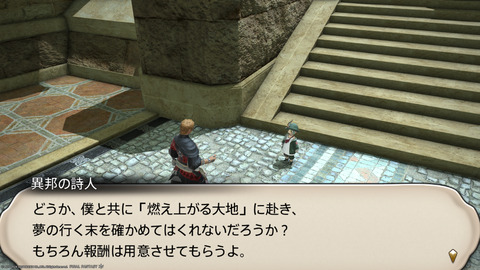 異邦の詩人
どうか、僕と共に「燃え上がる大地」に赴き、
夢の行く末を確かめてはくれないだろうか？
もちろん報酬は用意させてもらうよ。
FINAL FANTASY XIV